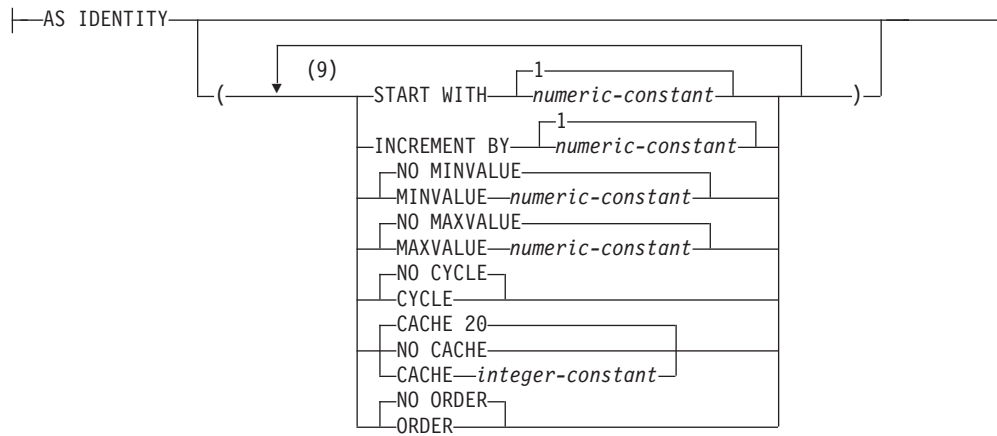 AS IDENTITY
(9)
1
( START WITH numeric-constant )
1
INCREMENT BY numeric-constant
NO MINVALUE
MINVALUE numeric-constant
NO MAXVALUE
MAXVALUE numeric-constant
NO CYCLE
CYCLE
CACHE 20
NO CACHE
CACHE integer-constant
NO ORDER
ORDER